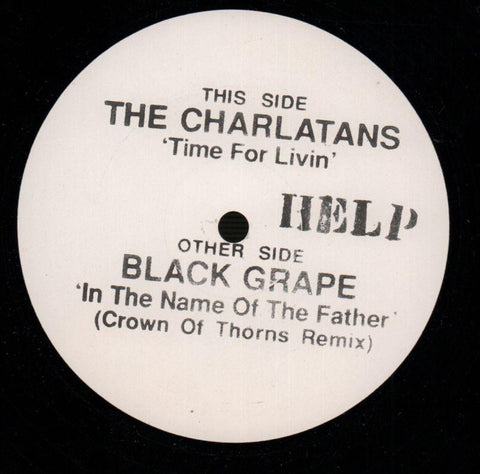 THIS SIDE
THE CHARLATANS
'Time For Livin'
HELP
OTHER SIDE
BLACK GRAPE
'In The Name Of The Father'
(Crown Of Thorns Remix)